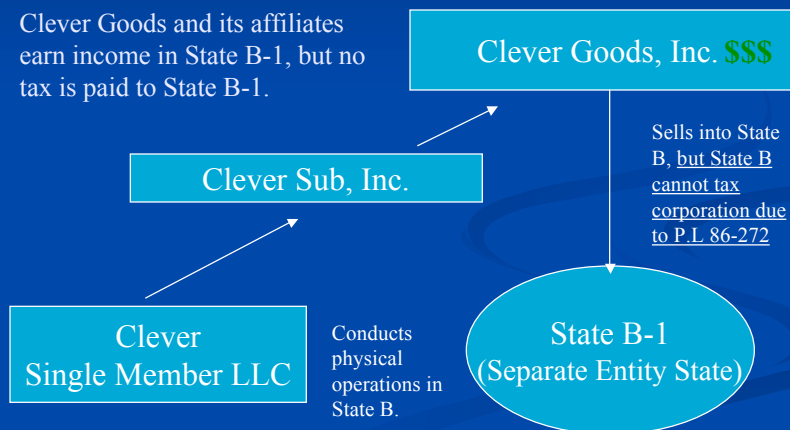 Clever Goods and its affiliates
earn income in State B-1, but no
tax is paid to State B-1.
Clever Goods, Inc. $$$
Sells into State
B, but State B
cannot tax
corporation due
to P.L 86-272
Clever Sub, Inc.
Clever
Single Member LLC
Conducts
physical
operations in
State B.
State B-1
(Separate Entity State)